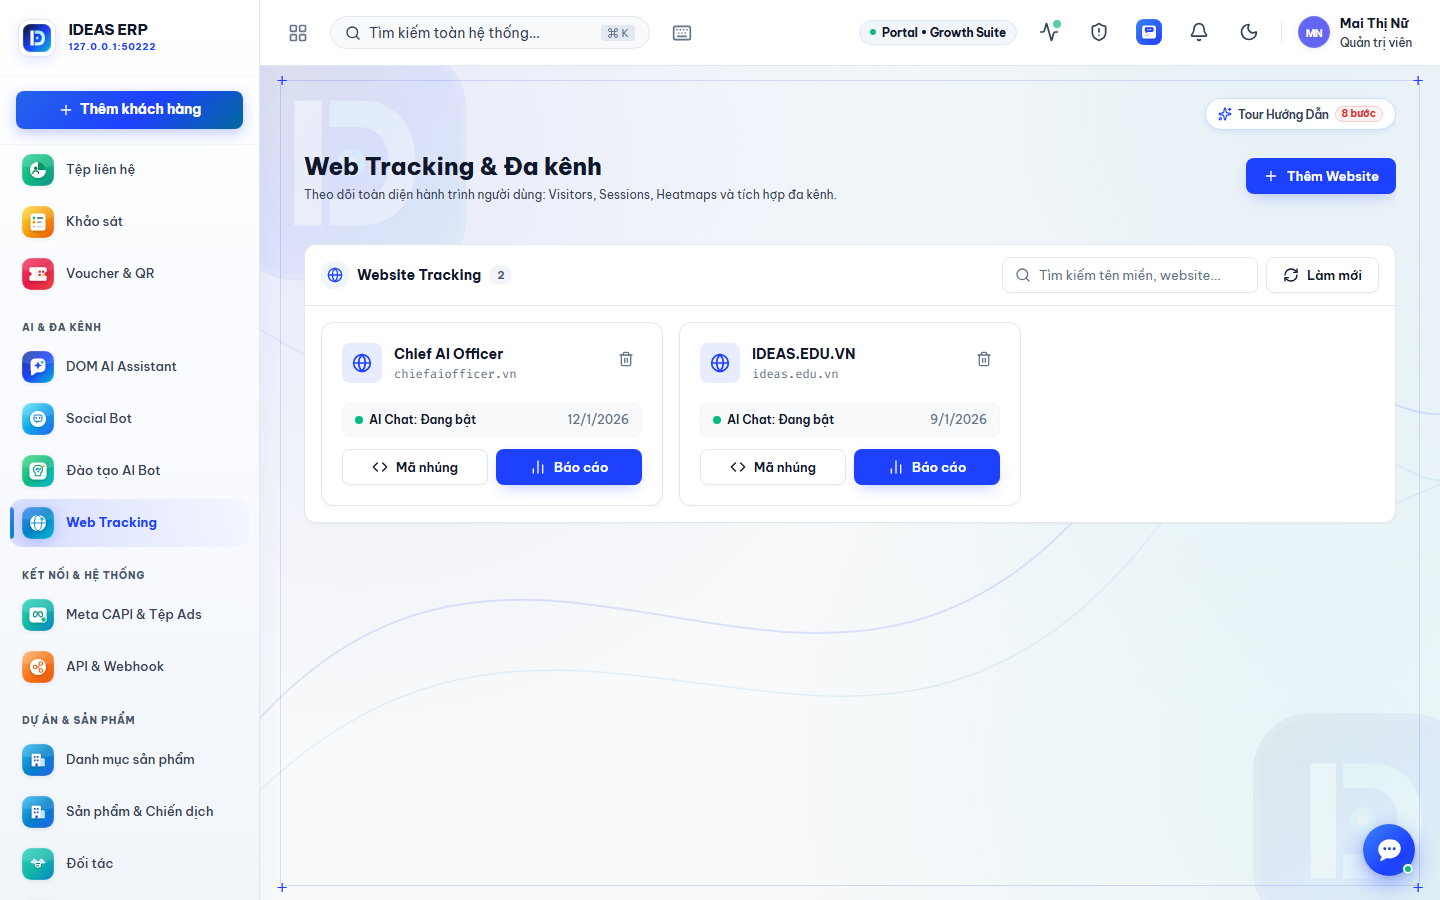 IDEAS ERP
127.0.0.1:50222
Thêm khách hàng
Tệp liên hệ
Khảo sát
Voucher & QR
AI & ĐA KÊNH
DOM AI Assistant
Social Bot
Đào tạo AI Bot
Web Tracking
KẾT NỐI & HỆ THỐNG
Meta CAPI & Tệp Ads
API & Webhook
DỰ ÁN & SẢN PHẨM
Danh mục sản phẩm
Sản phẩm & Chiến dịch
Đối tác
Tìm kiếm toàn hệ thống... ⌘ K
Portal • Growth Suite
MN
Mai Thị Nữ
Quản trị viên
Tour Hướng Dẫn 8 bước
Web Tracking & Đa kênh
Theo dõi toàn diện hành trình người dùng: Visitors, Sessions, Heatmaps và tích hợp đa kênh.
Thêm Website
Website Tracking 2
Tìm kiếm tên miền, website...
Làm mới
Chief AI Officer
chiefaiofficer.vn
AI Chat: Đang bật 12/1/2026
Mã nhúng
Báo cáo
IDEAS.EDU.VN
ideas.edu.vn
AI Chat: Đang bật 9/1/2026
Mã nhúng
Báo cáo